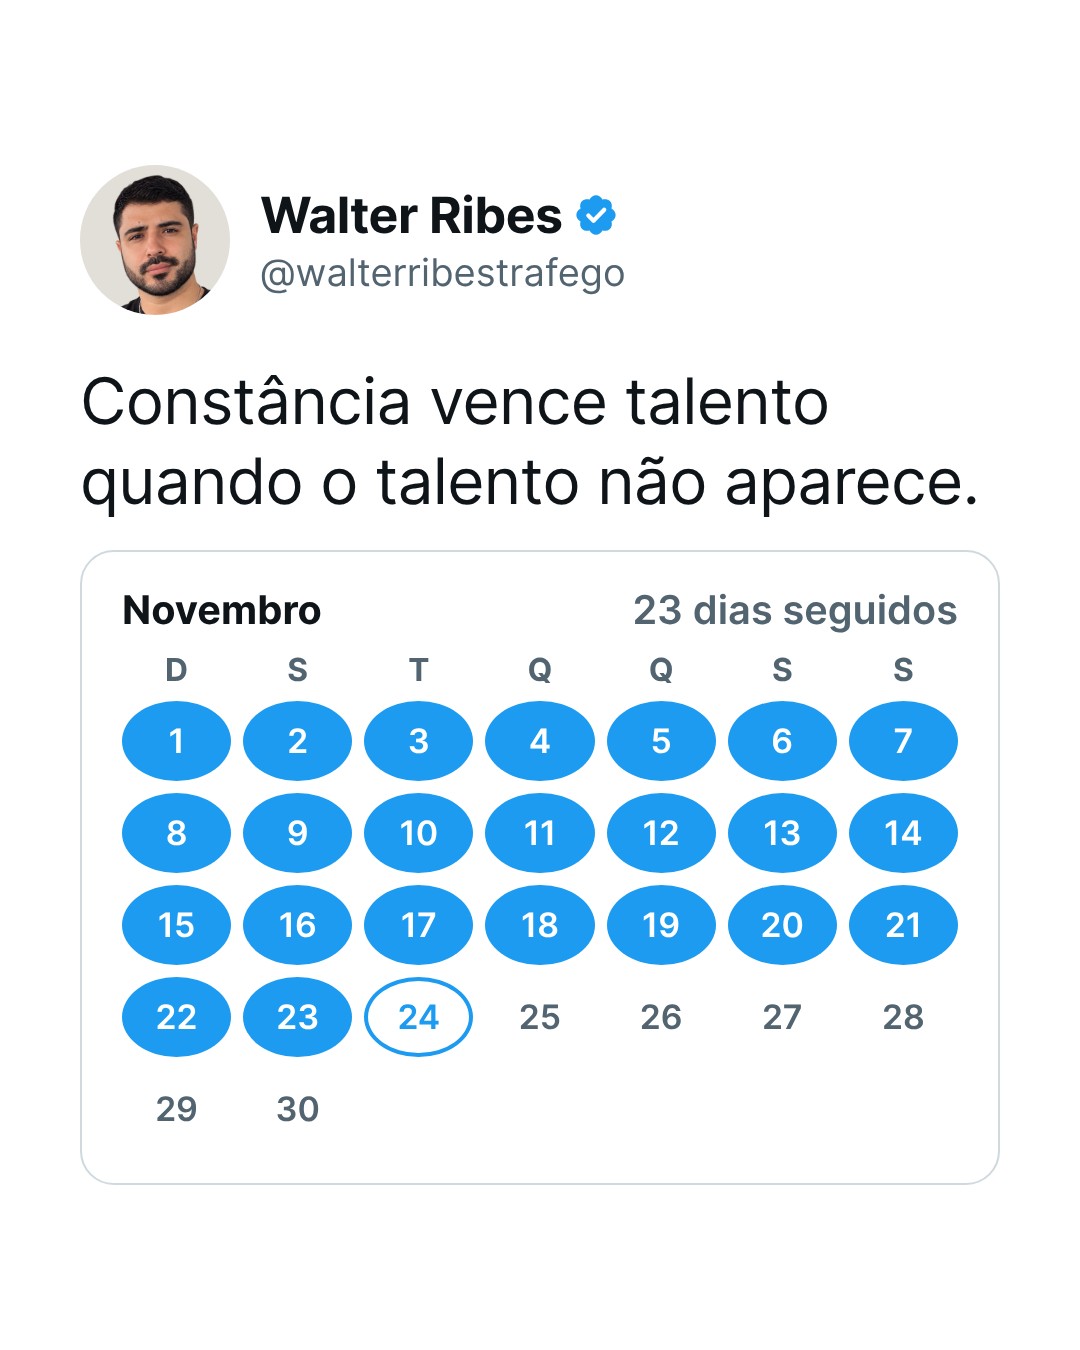 Walter Ribes
@walterribestrafego
Constância vence talento
quando o talento não aparece.
Novembro 23 dias seguidos
D S T Q Q S S
1 2 3 4 5 6 7
8 9 10 11 12 13 14
15 16 17 18 19 20 21
22 23 24 25 26 27 28
29 30